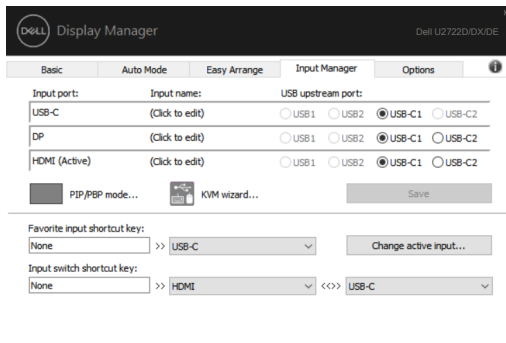 DELL Display Manager Dell U2722D/DX/DE
Basic Auto Mode Easy Arrange Input Manager Options
Input port: Input name: USB upstream port:
USB-C (Click to edit) USB1 USB2 USB-C1 USB-C2
DP (Click to edit) USB1 USB2 USB-C1 USB-C2
HDMI (Active) (Click to edit) USB1 USB2 USB-C1 USB-C2
PIP/PBP mode... KVM wizard... Save
Favorite input shortcut key:
None >> USB-C Change active input...
Input switch shortcut key:
None >> HDMI <<>> USB-C